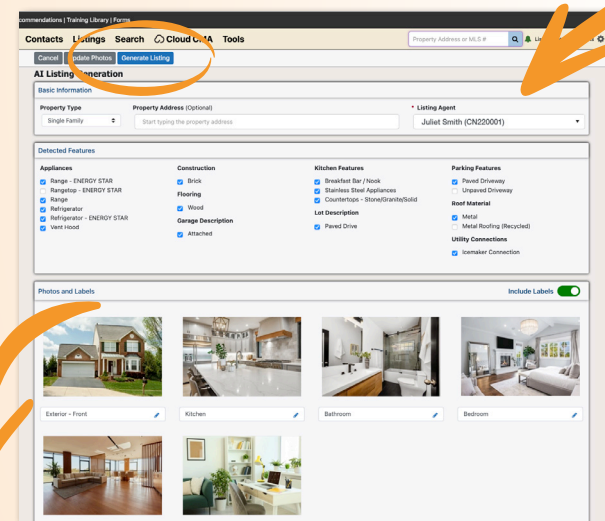 commendations | Training Library | Forms
Contacts Listings Search Cloud CMA Tools
Property Address or MLS #
Cancel Update Photos Generate Listing
AI Listing Generation
Basic Information
Property Type Property Address (Optional) * Listing Agent
Single Family Start typing the property address Juliet Smith (CN220001)
Detected Features
Appliances
Range - ENERGY STAR
Rangetop - ENERGY STAR
Range
Refrigerator
Refrigerator - ENERGY STAR
Vent Hood
Construction
Brick
Flooring
Wood
Garage Description
Attached
Kitchen Features
Breakfast Bar / Nook
Stainless Steel Appliances
Countertops - Stone/Granite/Solid
Lot Description
Paved Drive
Parking Features
Paved Driveway
Unpaved Driveway
Roof Material
Metal
Metal Roofing (Recycled)
Utility Connections
Icemaker Connection
Photos and Labels Include Labels
Exterior - Front Kitchen Bathroom Bedroom